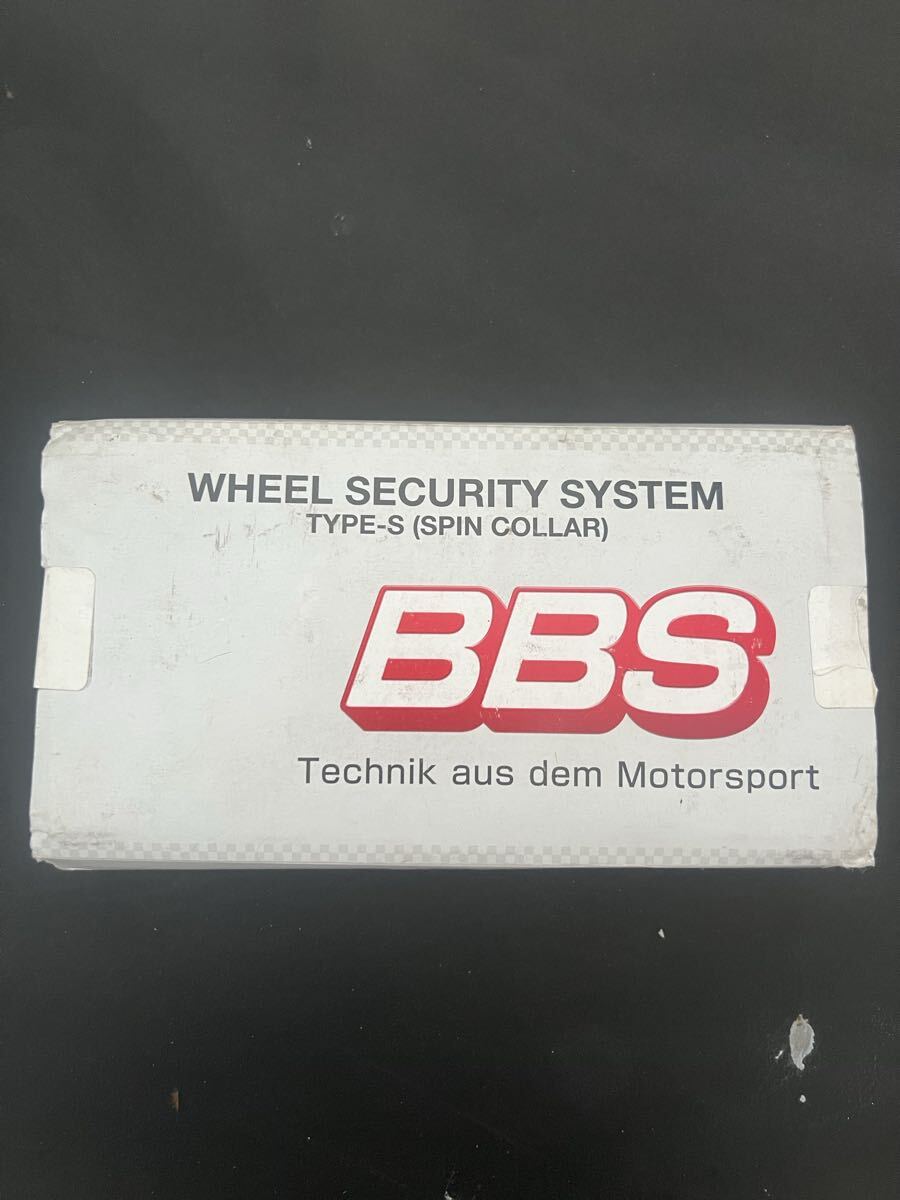 WHEEL SECURITY SYSTEM
TYPE-S (SPIN COLLAR)
BBS
Technik aus dem Motorsport